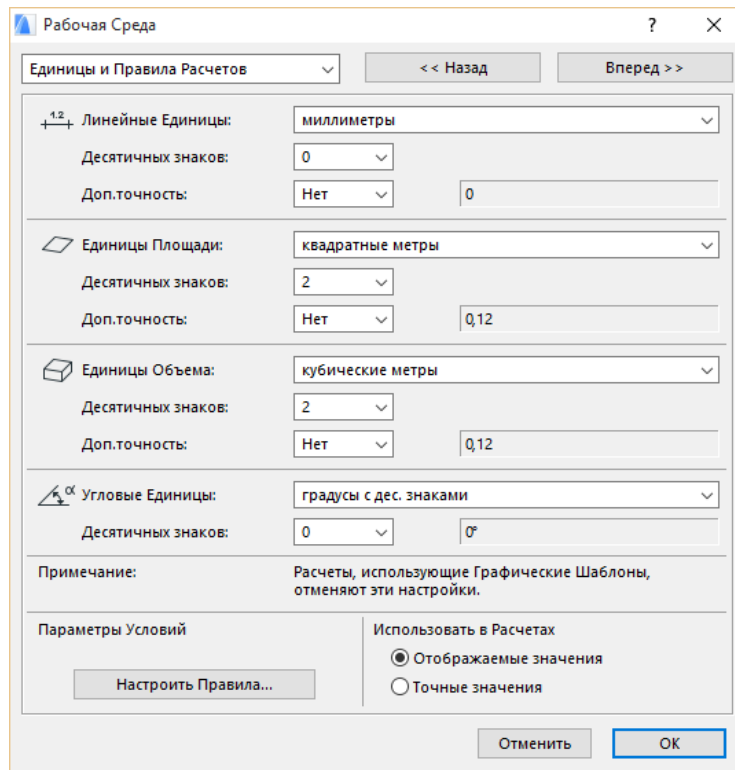 Рабочая Среда ? ×
Единицы и Правила Расчетов << Назад Вперед >>
1.2 Линейные Единицы: миллиметры
Десятичных знаков: 0
Доп.точность: Нет 0
Единицы Площади: квадратные метры
Десятичных знаков: 2
Доп.точность: Нет 0,12
Единицы Объема: кубические метры
Десятичных знаков: 2
Доп.точность: Нет 0,12
α Угловые Единицы: градусы с дес. знаками
Десятичных знаков: 0 0°
Примечание: Расчеты, использующие Графические Шаблоны,
отменяют эти настройки.
Параметры Условий Использовать в Расчетах
Отображаемые значения
Настроить Правила... Точные значения
Отменить ОК